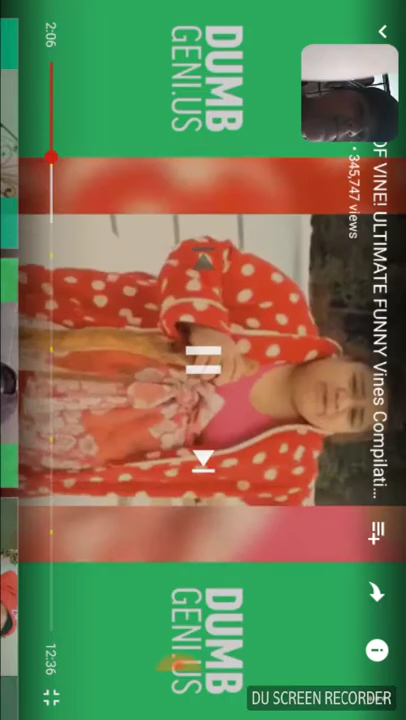 OF VINE! ULTIMATE FUNNY Vines Compilati...
• 345,747 views
DUMB
GENI.US
DUMB
GENI.US
2:06
12:36
DU SCREEN RECORDER